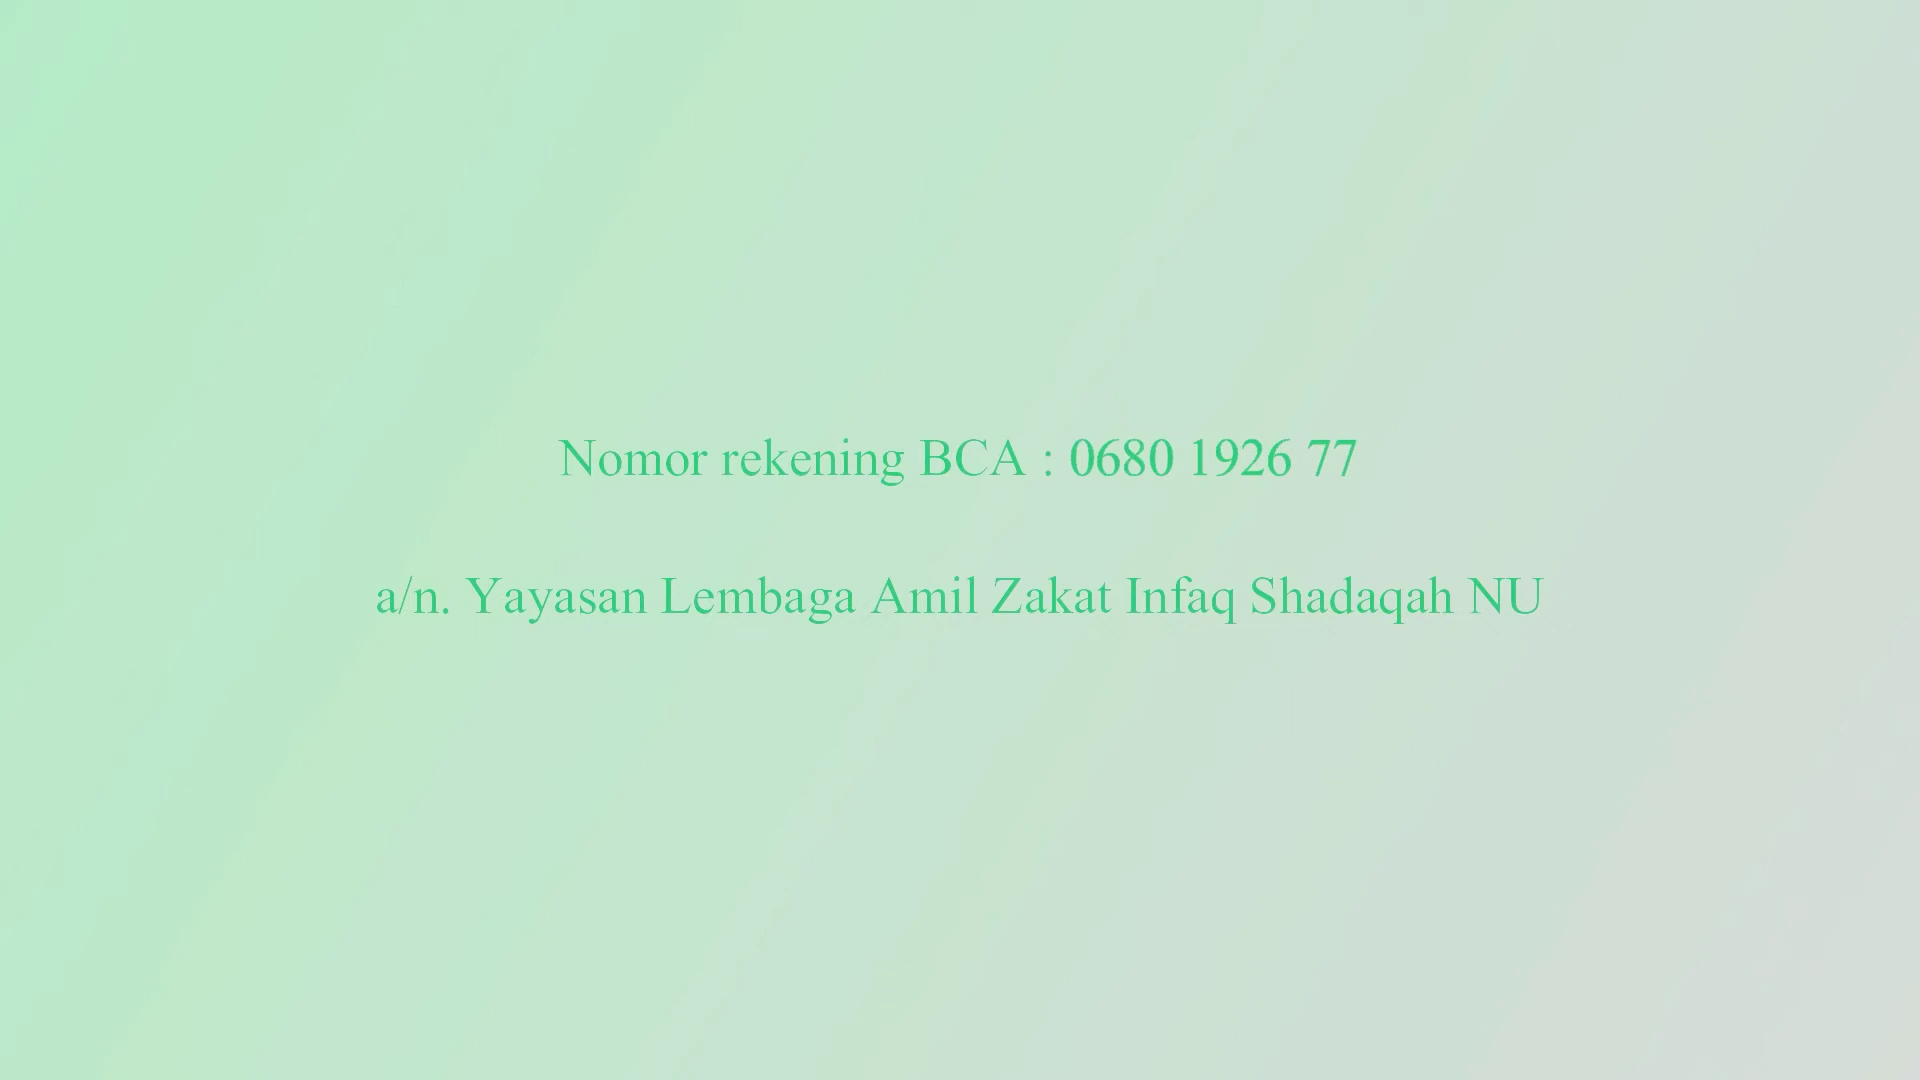 Nomor rekening BCA : 0680 1926 77
a/n. Yayasan Lembaga Amil Zakat Infaq Shadaqah NU